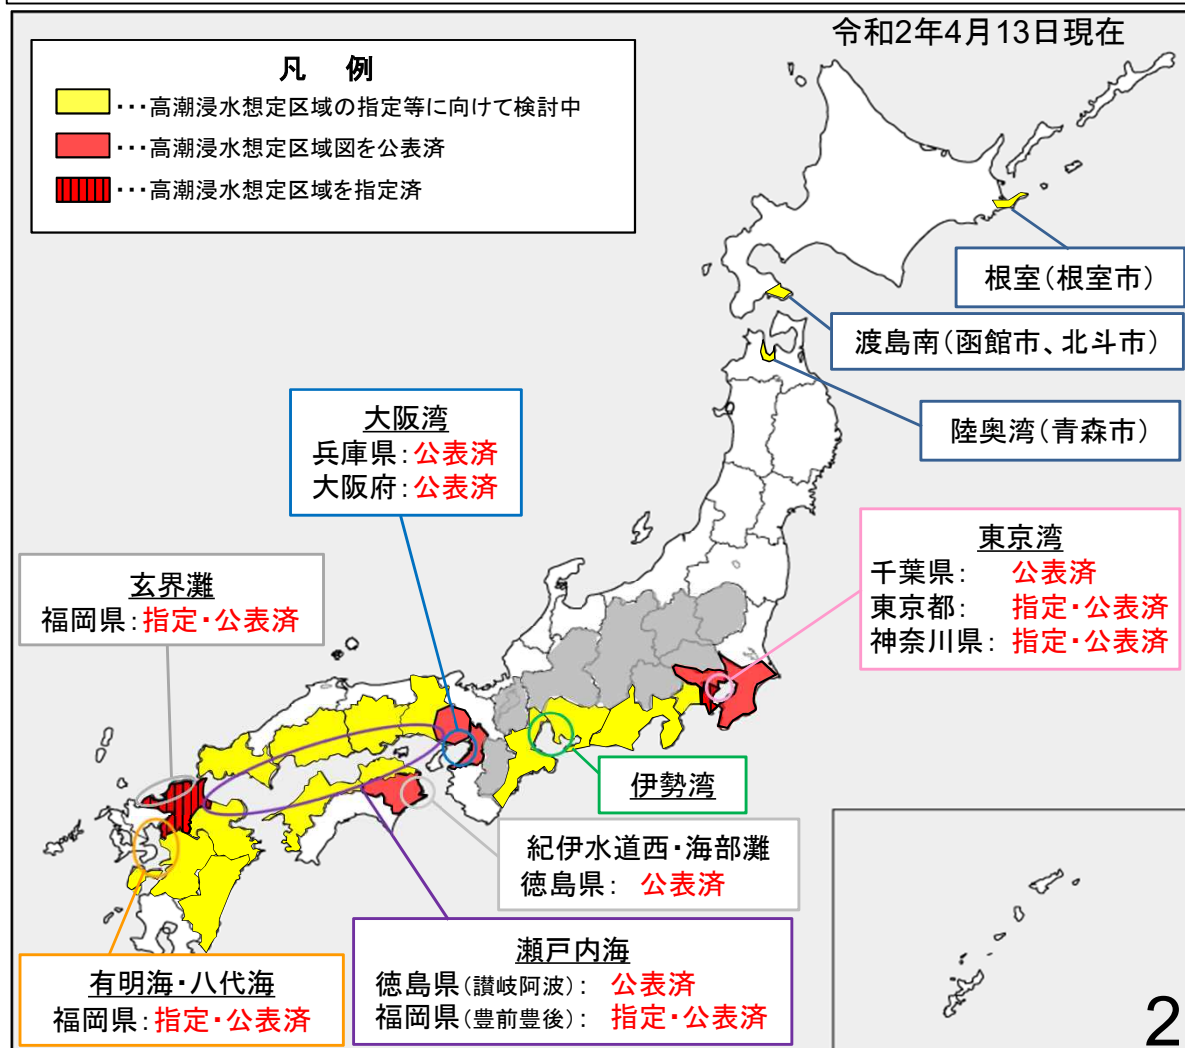 令和2年4月13日現在
凡 例
・・・高潮浸水想定区域の指定等に向けて検討中
・・・高潮浸水想定区域図を公表済
・・・高潮浸水想定区域を指定済
根室（根室市）
渡島南（函館市、北斗市）
陸奥湾（青森市）
大阪湾
兵庫県：公表済
大阪府：公表済
東京湾
千葉県： 公表済
東京都： 指定・公表済
神奈川県： 指定・公表済
玄界灘
福岡県：指定・公表済
伊勢湾
紀伊水道西・海部灘
徳島県： 公表済
瀬戸内海
徳島県（讃岐阿波）： 公表済
福岡県（豊前豊後）： 指定・公表済
有明海・八代海
福岡県：指定・公表済
2